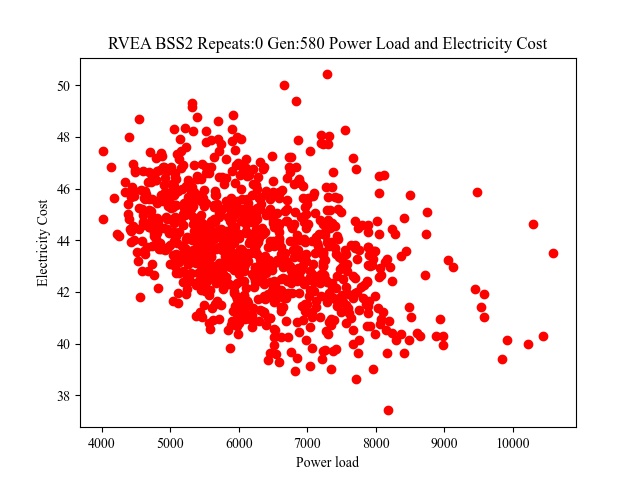 RVEA BSS2 Repeats:0 Gen:580 Power Load and Electricity Cost
Electricity Cost
50
48
46
44
42
40
38
4000 5000 6000 7000 8000 9000 10000
Power load